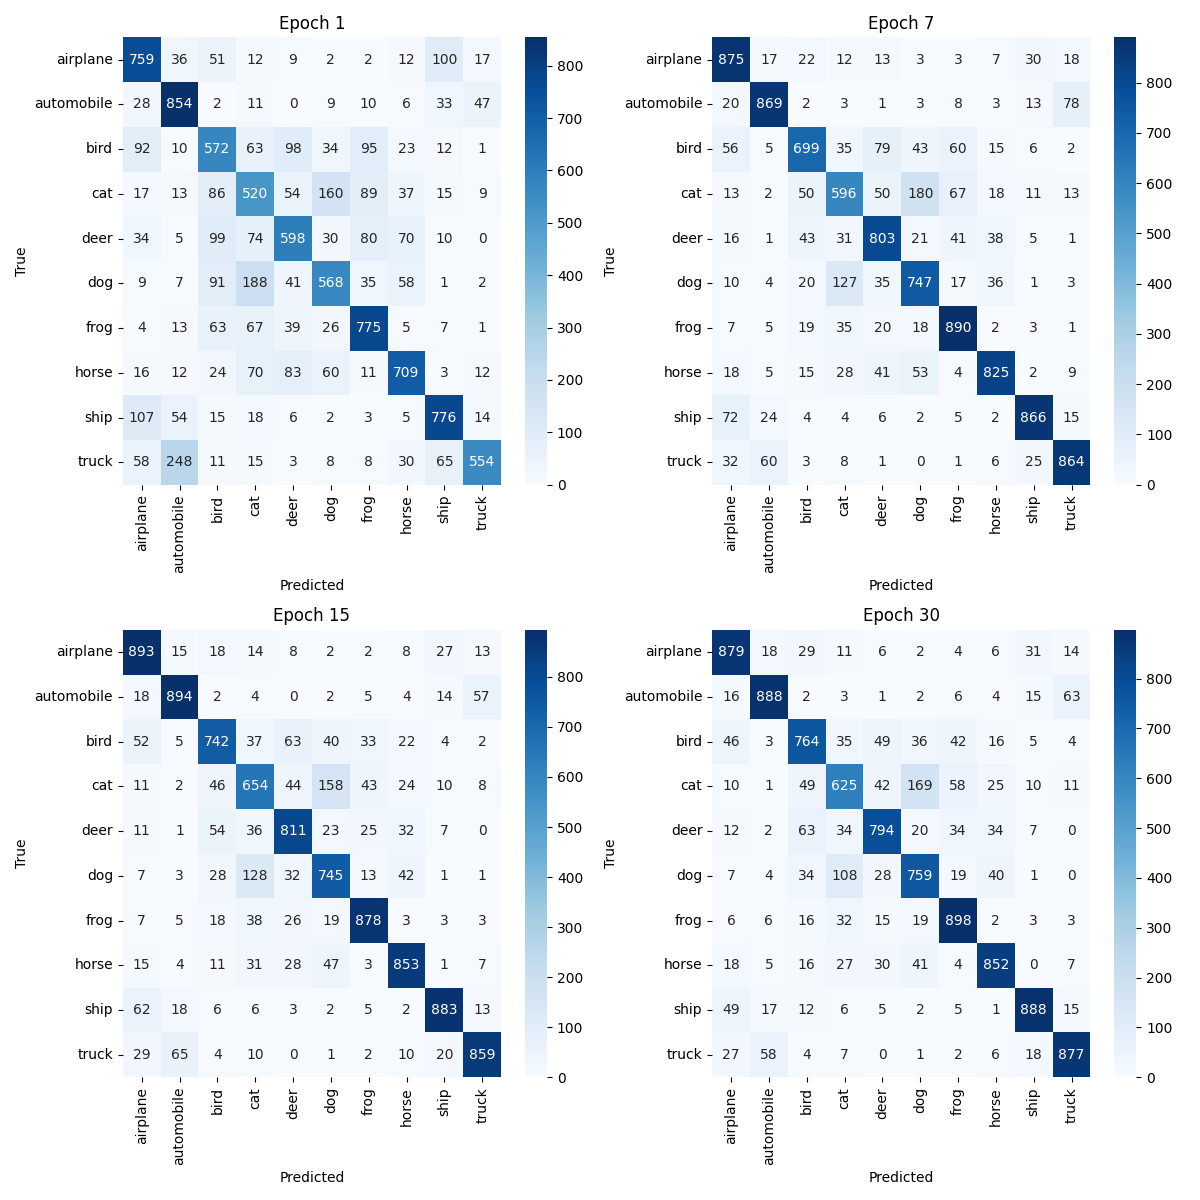 Epoch 1
airplane 759 36 51 12 9 2 2 12 100 17
automobile 28 854 2 11 0 9 10 6 33 47
bird 92 10 572 63 98 34 95 23 12 1
cat 17 13 86 520 54 160 89 37 15 9
deer 34 5 99 74 598 30 80 70 10 0
dog 9 7 91 188 41 568 35 58 1 2
frog 4 13 63 67 39 26 775 5 7 1
horse 16 12 24 70 83 60 11 709 3 12
ship 107 54 15 18 6 2 3 5 776 14
truck 58 248 11 15 3 8 8 30 65 554
airplane automobile bird cat deer dog frog horse ship truck
True
Predicted
800
700
600
500
400
300
200
100
0
Epoch 7
airplane 875 17 22 12 13 3 3 7 30 18
automobile 20 869 2 3 1 3 8 3 13 78
bird 56 5 699 35 79 43 60 15 6 2
cat 13 2 50 596 50 180 67 18 11 13
deer 16 1 43 31 803 21 41 38 5 1
dog 10 4 20 127 35 747 17 36 1 3
frog 7 5 19 35 20 18 890 2 3 1
horse 18 5 15 28 41 53 4 825 2 9
ship 72 24 4 4 6 2 5 2 866 15
truck 32 60 3 8 1 0 1 6 25 864
airplane automobile bird cat deer dog frog horse ship truck
True
Predicted
800
700
600
500
400
300
200
100
0
Epoch 15
airplane 893 15 18 14 8 2 2 8 27 13
automobile 18 894 2 4 0 2 5 4 14 57
bird 52 5 742 37 63 40 33 22 4 2
cat 11 2 46 654 44 158 43 24 10 8
deer 11 1 54 36 811 23 25 32 7 0
dog 7 3 28 128 32 745 13 42 1 1
frog 7 5 18 38 26 19 878 3 3 3
horse 15 4 11 31 28 47 3 853 1 7
ship 62 18 6 6 3 2 5 2 883 13
truck 29 65 4 10 0 1 2 10 20 859
airplane automobile bird cat deer dog frog horse ship truck
True
Predicted
800
700
600
500
400
300
200
100
0
Epoch 30
airplane 879 18 29 11 6 2 4 6 31 14
automobile 16 888 2 3 1 2 6 4 15 63
bird 46 3 764 35 49 36 42 16 5 4
cat 10 1 49 625 42 169 58 25 10 11
deer 12 2 63 34 794 20 34 34 7 0
dog 7 4 34 108 28 759 19 40 1 0
frog 6 6 16 32 15 19 898 2 3 3
horse 18 5 16 27 30 41 4 852 0 7
ship 49 17 12 6 5 2 5 1 888 15
truck 27 58 4 7 0 1 2 6 18 877
airplane automobile bird cat deer dog frog horse ship truck
True
Predicted
800
700
600
500
400
300
200
100
0